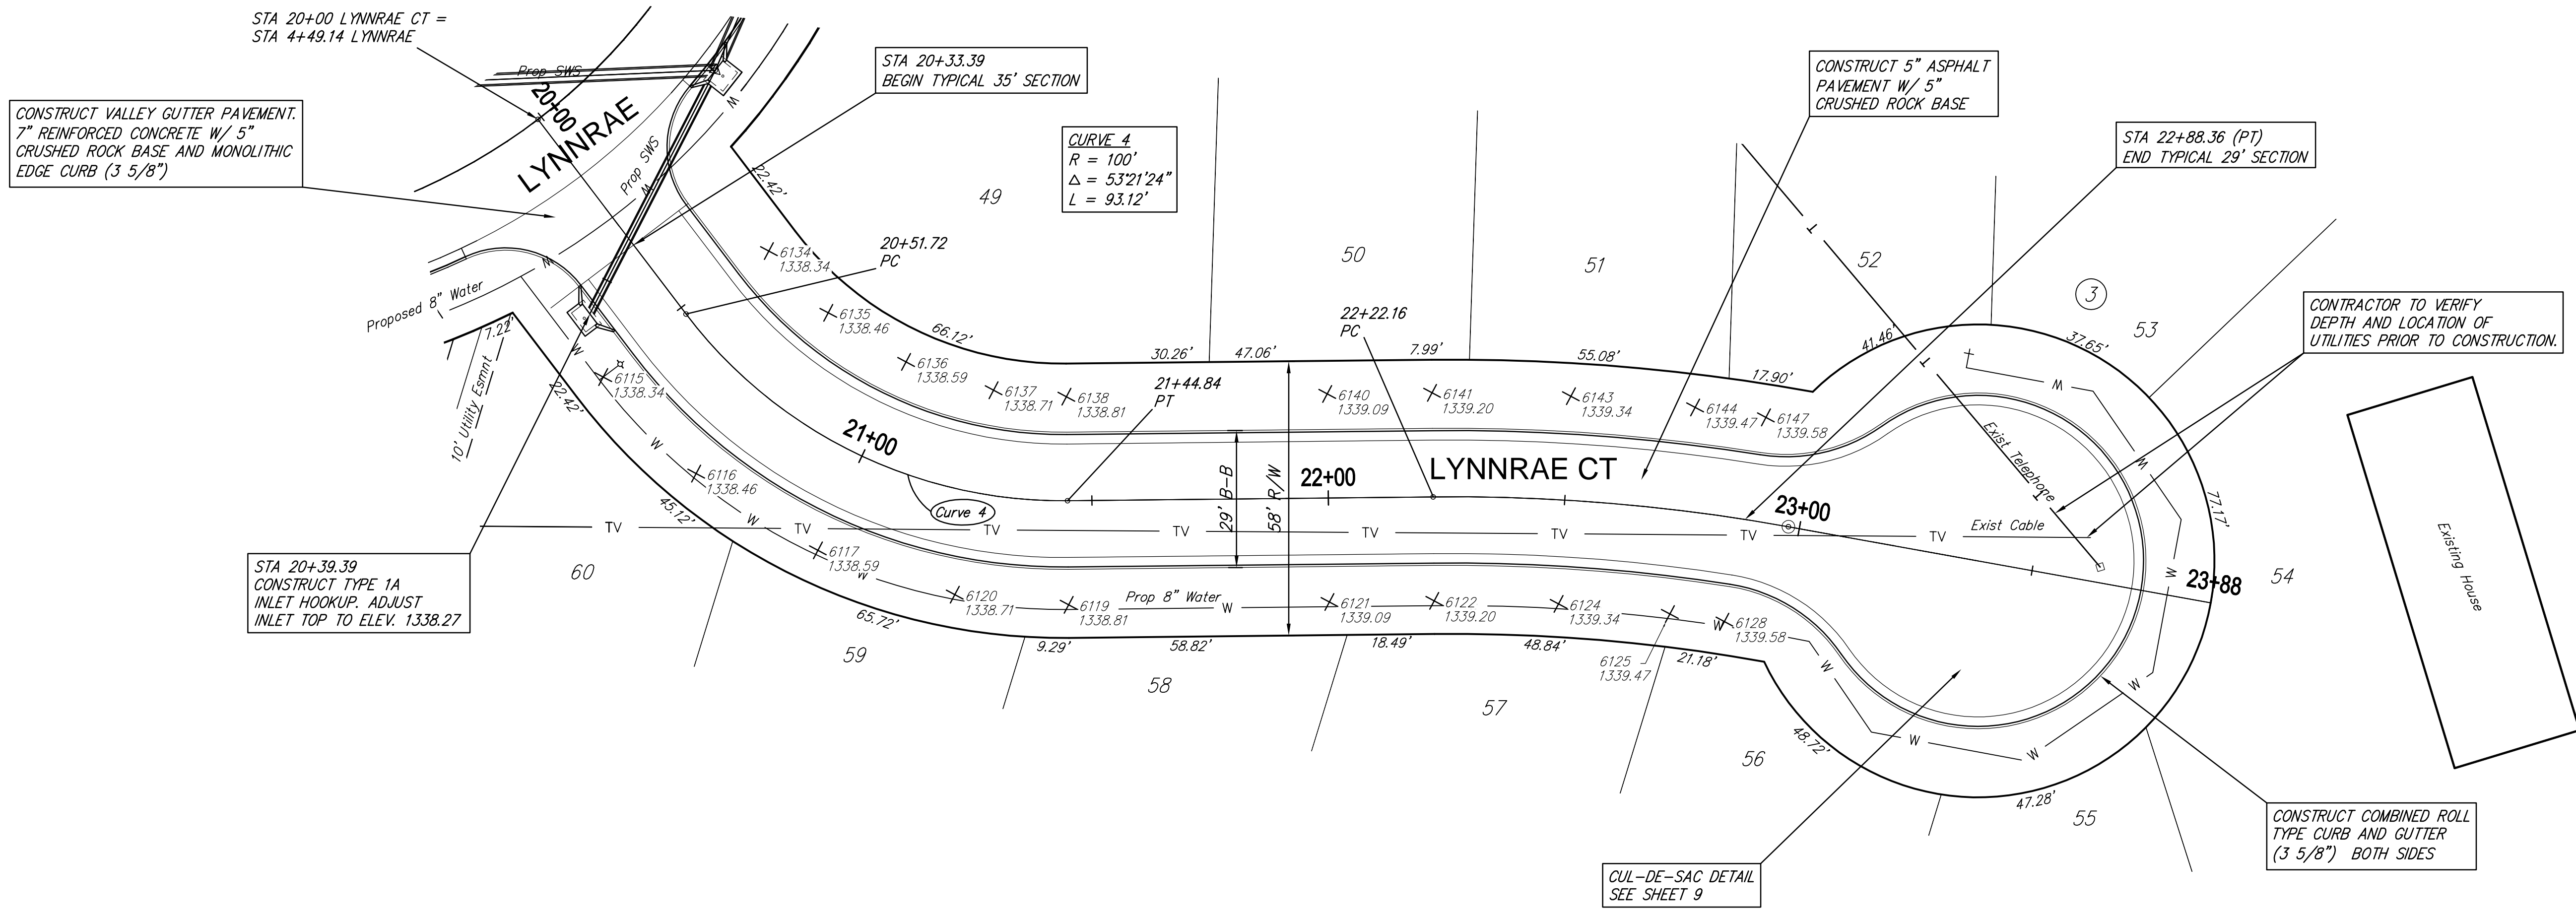 STA 20+00 LYNNRAE CT =
STA 4+49.14 LYNNRAE
CONSTRUCT VALLEY GUTTER PAVEMENT.
7" REINFORCED CONCRETE W/ 5"
CRUSHED ROCK BASE AND MONOLITHIC
EDGE CURB (3 5/8")
Prop SWS
20+00
LYNNRAE
Prop SWS
W
W
W
STA 20+33.39
BEGIN TYPICAL 35' SECTION
CURVE 4
R = 100'
Δ = 53°21'24"
L = 93.12'
CONSTRUCT 5" ASPHALT
PAVEMENT W/ 5"
CRUSHED ROCK BASE
STA 22+88.36 (PT)
END TYPICAL 29' SECTION
CONTRACTOR TO VERIFY
DEPTH AND LOCATION OF
UTILITIES PRIOR TO CONSTRUCTION.
22.42'
49
50
51
52
3
53
T
T
T
6134
1338.34
20+51.72
PC
6135
1338.46
66.12'
6136
1338.59
6137
1338.71
6138
1338.81
30.26'
47.06'
7.99'
55.08'
17.90'
41.46'
37.65'
22+22.16
PC
21+44.84
PT
6140
1339.09
6141
1339.20
6143
1339.34
6144
1339.47
6147
1339.58
Proposed 8" Water
7.22'
10' Utility Esmnt
22.42'
6115
1338.34
W
W
W
W
6116
1338.46
45.12'
21+00
Curve 4
29' B-B
58' R/W
22+00
LYNNRAE CT
23+00
Exist Telephone
Exist Cable
W
W
W
W
77.17'
23+88
54
Existing House
TV
TV
TV
TV
TV
TV
TV
TV
STA 20+39.39
CONSTRUCT TYPE 1A
INLET HOOKUP. ADJUST
INLET TOP TO ELEV. 1338.27
60
6117
1338.59
6120
1338.71
6119
1338.81
Prop 8" Water
W
6121
1339.09
6122
1339.20
6124
1339.34
6125
1339.47
W
6128
1339.58
65.72'
9.29'
58.82'
18.49'
48.84'
21.18'
59
58
57
56
48.72'
W
W
W
W
47.28'
55
CUL-DE-SAC DETAIL
SEE SHEET 9
CONSTRUCT COMBINED ROLL
TYPE CURB AND GUTTER
(3 5/8") BOTH SIDES